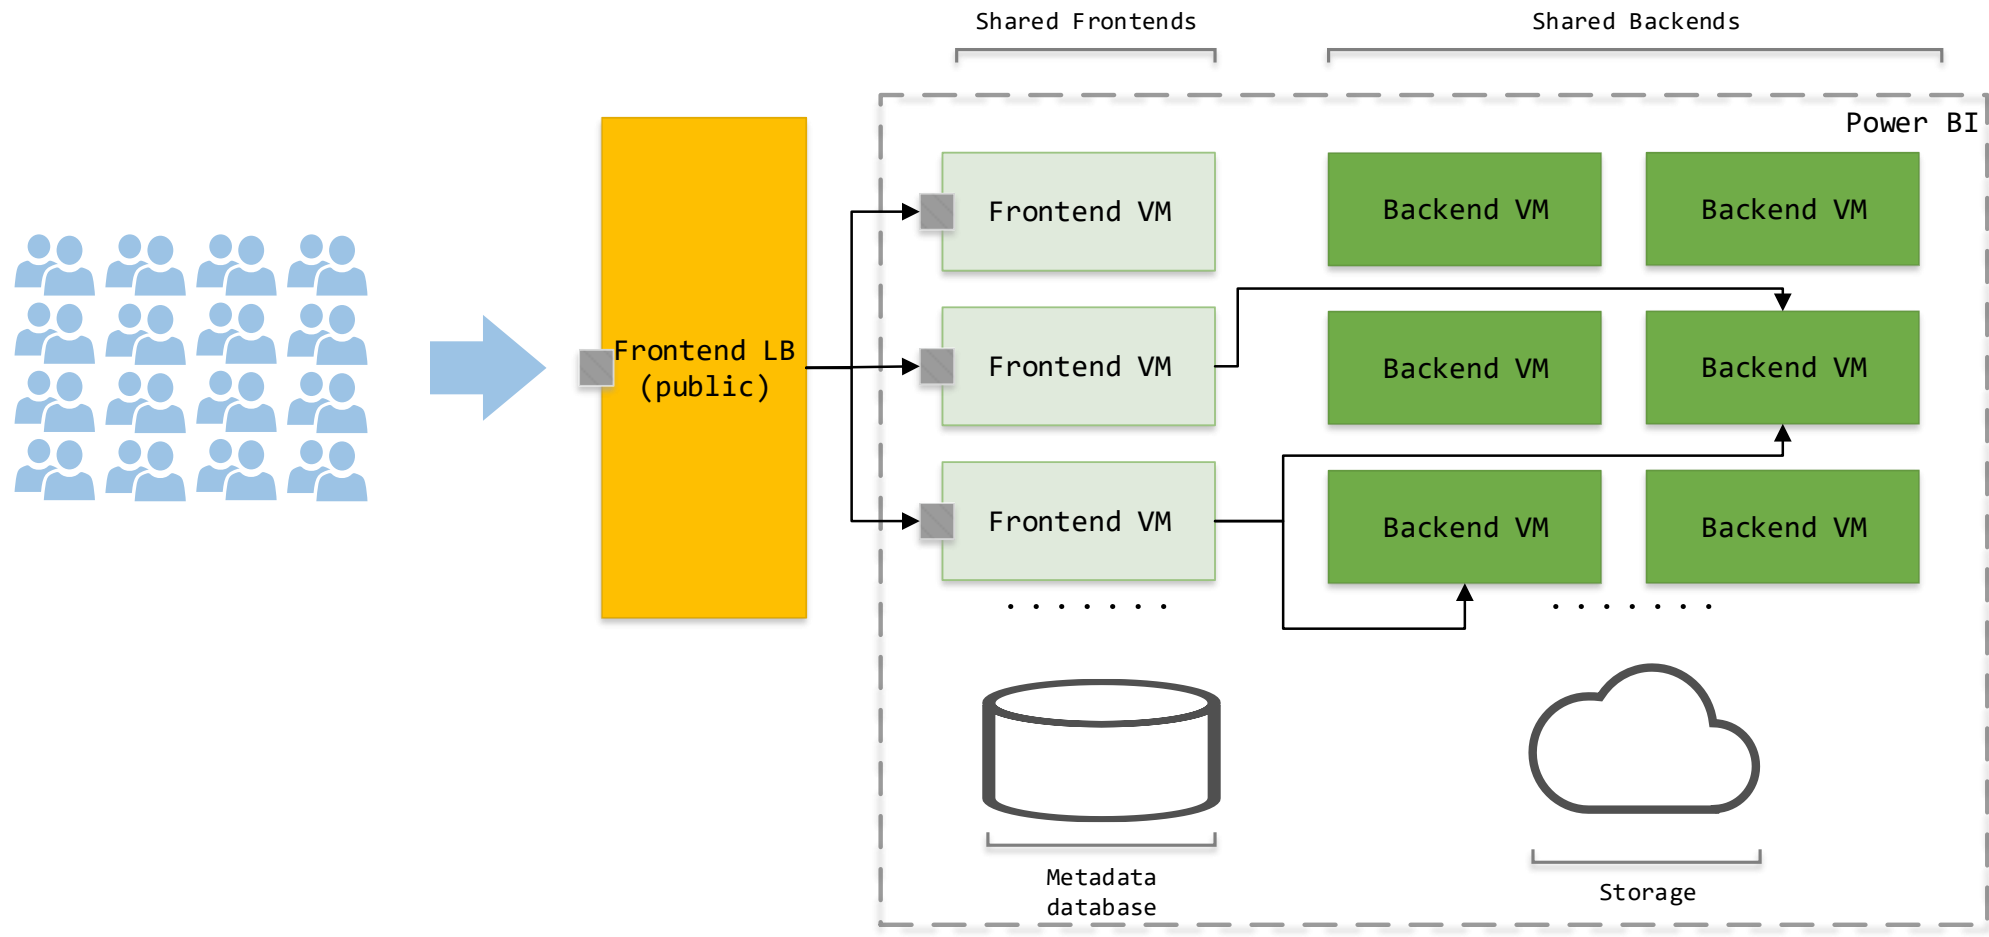 Shared Frontends
Shared Backends
Power BI
Frontend VM
Backend VM
Backend VM
Frontend LB
(public)
Frontend VM
Backend VM
Backend VM
Frontend VM
Backend VM
Backend VM
. . . . . . .
. . . . . . .
Metadata
database
Storage